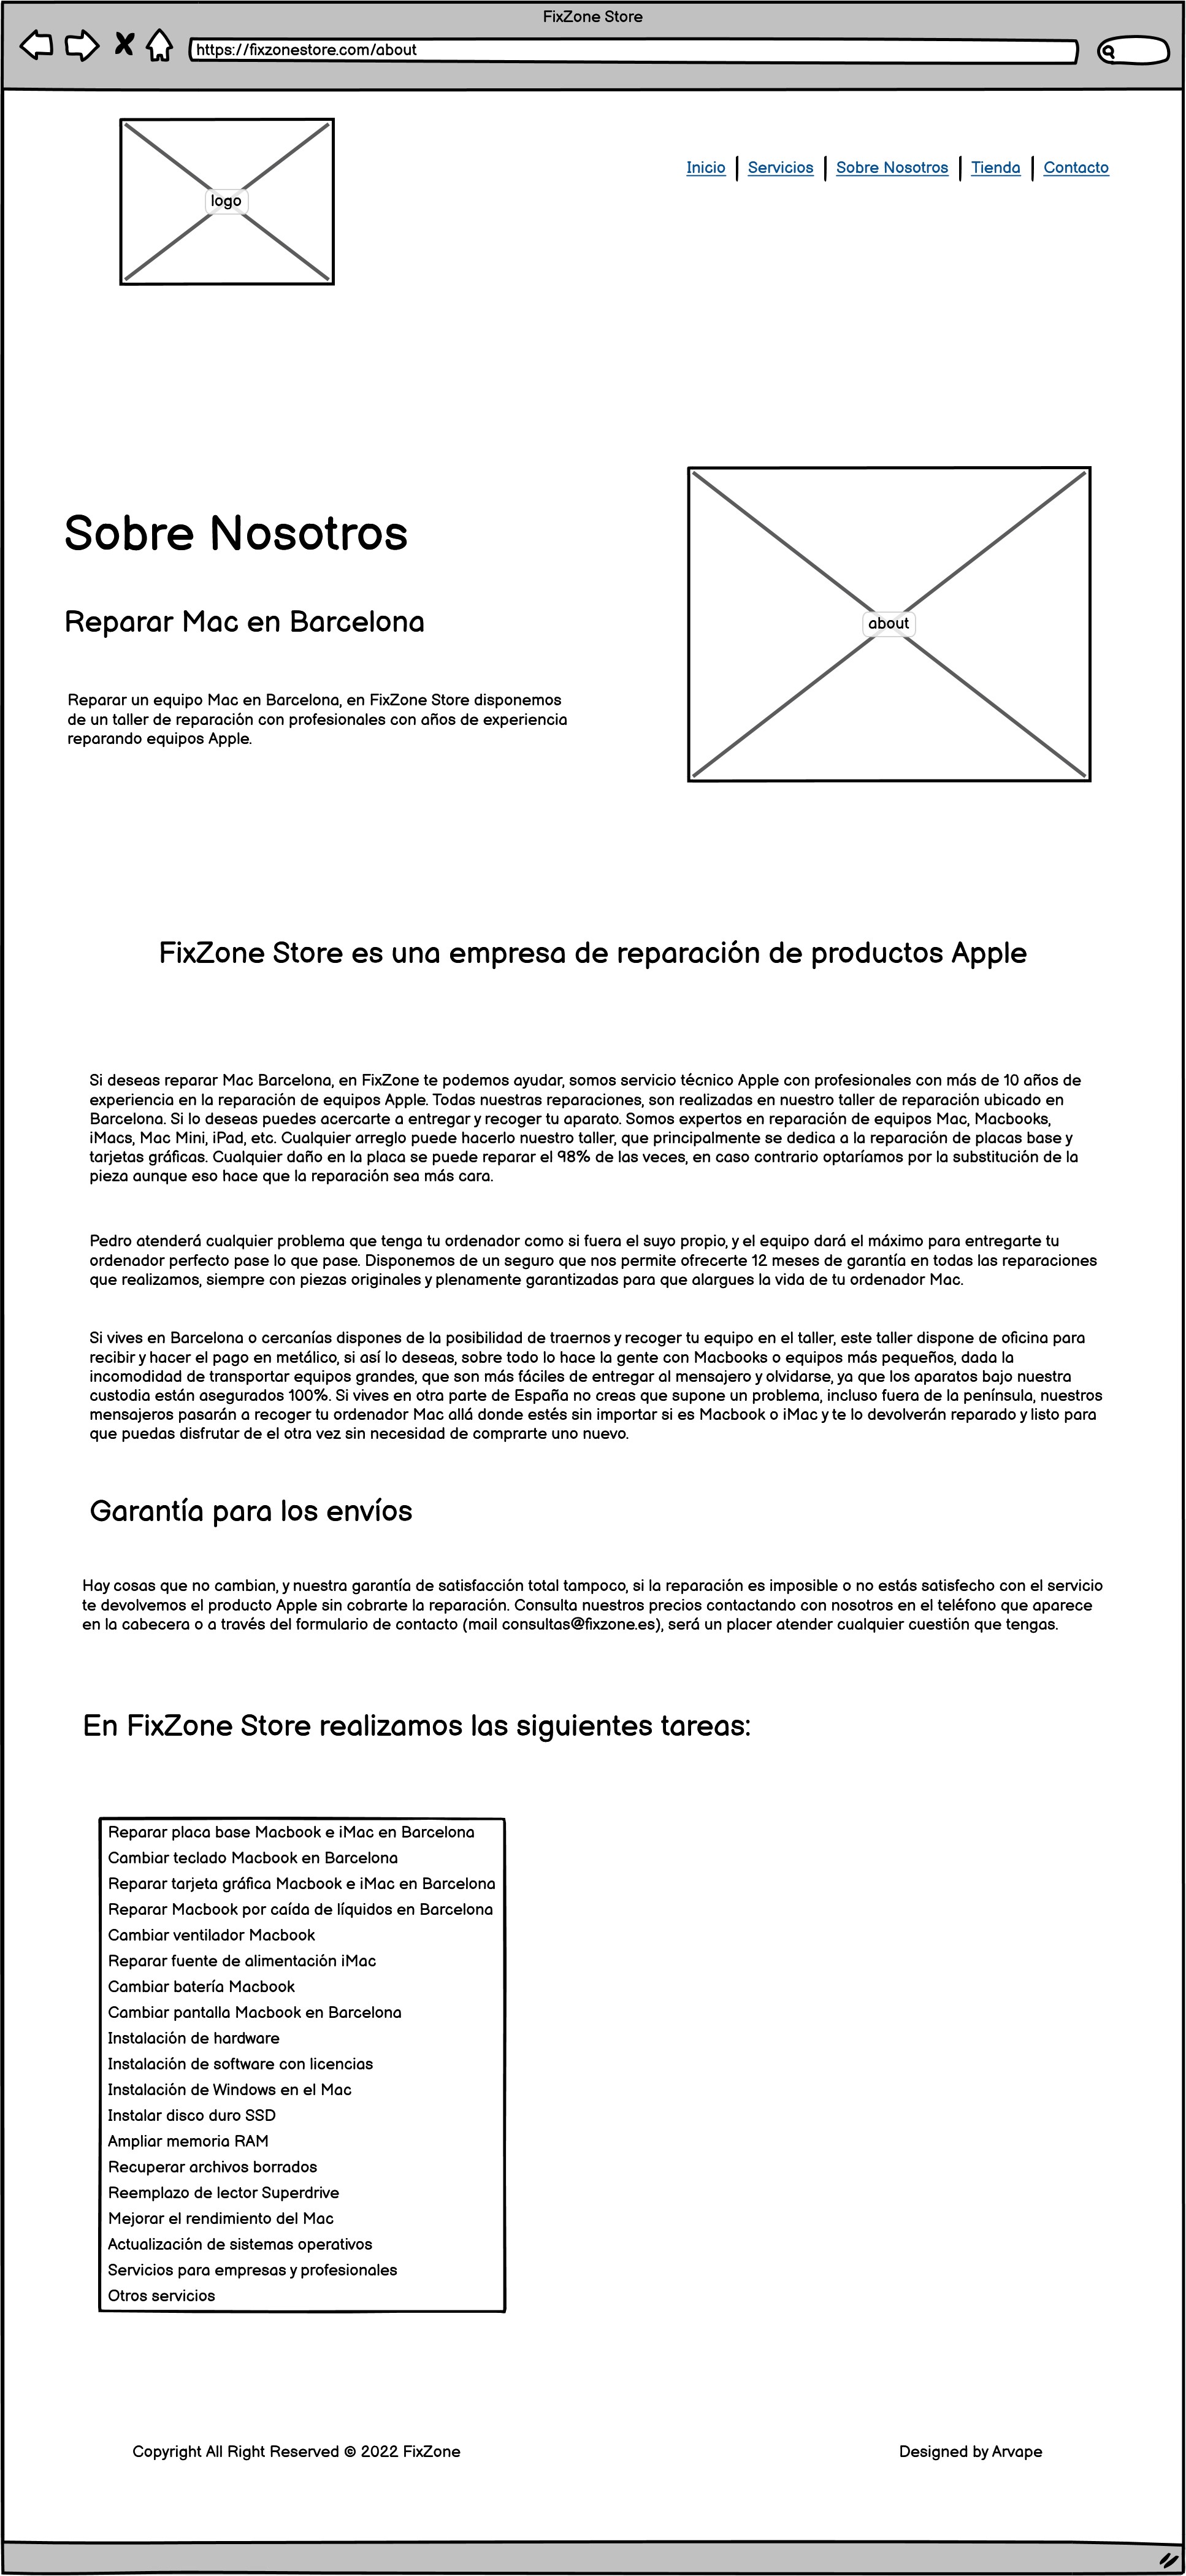 FixZone Store
https://fixzonestore.com/about
logo
Inicio | Servicios | Sobre Nosotros | Tienda | Contacto
Sobre Nosotros
about
Reparar Mac en Barcelona
Reparar un equipo Mac en Barcelona, en FixZone Store disponemos
de un taller de reparación con profesionales con años de experiencia
reparando equipos Apple.
FixZone Store es una empresa de reparación de productos Apple
Si deseas reparar Mac Barcelona, en FixZone te podemos ayudar, somos servicio técnico Apple con profesionales con más de 10 años de
experiencia en la reparación de equipos Apple. Todas nuestras reparaciones, son realizadas en nuestro taller de reparación ubicado en
Barcelona. Si lo deseas puedes acercarte a entregar y recoger tu aparato. Somos expertos en reparación de equipos Mac, Macbooks,
iMacs, Mac Mini, iPad, etc. Cualquier arreglo puede hacerlo nuestro taller, que principalmente se dedica a la reparación de placas base y
tarjetas gráficas. Cualquier daño en la placa se puede reparar el 98% de las veces, en caso contrario optaríamos por la substitución de la
pieza aunque eso hace que la reparación sea más cara.
Pedro atenderá cualquier problema que tenga tu ordenador como si fuera el suyo propio, y el equipo dará el máximo para entregarte tu
ordenador perfecto pase lo que pase. Disponemos de un seguro que nos permite ofrecerte 12 meses de garantía en todas las reparaciones
que realizamos, siempre con piezas originales y plenamente garantizadas para que alargues la vida de tu ordenador Mac.
Si vives en Barcelona o cercanías dispones de la posibilidad de traernos y recoger tu equipo en el taller, este taller dispone de oficina para
recibir y hacer el pago en metálico, si así lo deseas, sobre todo lo hace la gente con Macbooks o equipos más pequeños, dada la
incomodidad de transportar equipos grandes, que son más fáciles de entregar al mensajero y olvidarse, ya que los aparatos bajo nuestra
custodia están asegurados 100%. Si vives en otra parte de España no creas que supone un problema, incluso fuera de la península, nuestros
mensajeros pasarán a recoger tu ordenador Mac allá donde estés sin importar si es Macbook o iMac y te lo devolverán reparado y listo para
que puedas disfrutar de el otra vez sin necesidad de comprarte uno nuevo.
Garantía para los envíos
Hay cosas que no cambian, y nuestra garantía de satisfacción total tampoco, si la reparación es imposible o no estás satisfecho con el servicio
te devolvemos el producto Apple sin cobrarte la reparación. Consulta nuestros precios contactando con nosotros en el teléfono que aparece
en la cabecera o a través del formulario de contacto (mail consultas@fixzone.es), será un placer atender cualquier cuestión que tengas.
En FixZone Store realizamos las siguientes tareas:
Reparar placa base Macbook e iMac en Barcelona
Cambiar teclado Macbook en Barcelona
Reparar tarjeta gráfica Macbook e iMac en Barcelona
Reparar Macbook por caída de líquidos en Barcelona
Cambiar ventilador Macbook
Reparar fuente de alimentación iMac
Cambiar batería Macbook
Cambiar pantalla Macbook en Barcelona
Instalación de hardware
Instalación de software con licencias
Instalación de Windows en el Mac
Instalar disco duro SSD
Ampliar memoria RAM
Recuperar archivos borrados
Reemplazo de lector Superdrive
Mejorar el rendimiento del Mac
Actualización de sistemas operativos
Servicios para empresas y profesionales
Otros servicios
Copyright All Right Reserved © 2022 FixZone
Designed by Arvape